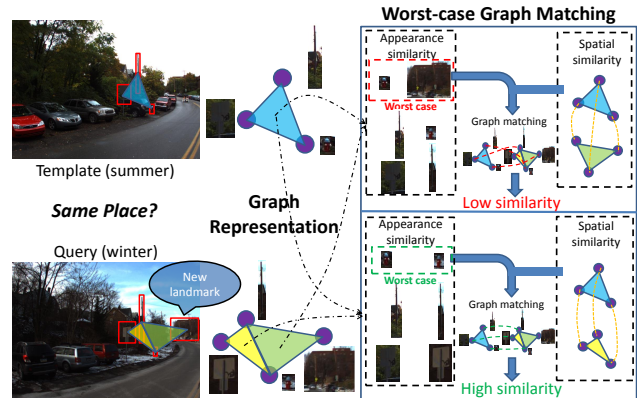 Worst-case Graph Matching
Appearance
similarity
Spatial
similarity
Worst case
Graph matching
Low similarity
Template (summer)
Same Place?
Graph
Representation
Query (winter)
New
landmark
Appearance
similarity
Spatial
similarity
Worst case
Graph matching
High similarity